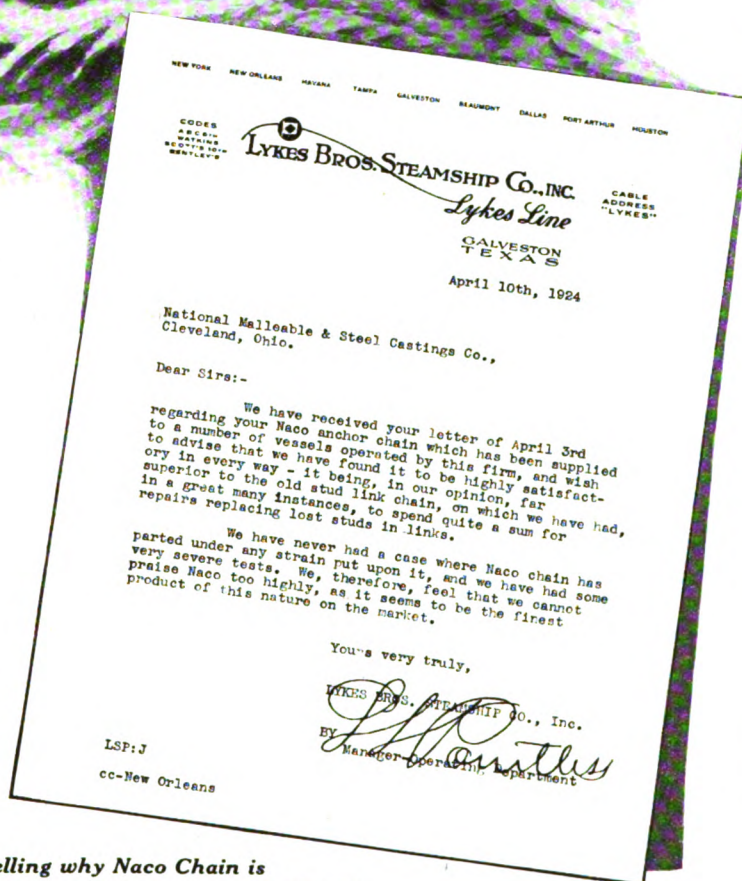 NEW YORK NEW ORLEANS HAVANA TAMPA GALVESTON BEAUMONT DALLAS PORT ARTHUR HOUSTON
CODES
WATKINS
SCOTT'S 10TH
BENTLEY'S
LYKES BROS. STEAMSHIP CO., INC.
Lykes Line
CABLE
ADDRESS
"LYKES"
GALVESTON
TEXAS
April 10th, 1924
National Malleable & Steel Castings Co.,
Cleveland, Ohio.
Dear Sirs:-
We have received your letter of April 3rd
regarding your Naco anchor chain which has been supplied
to a number of vessels operated by this firm, and wish
to advise that we have found it to be highly satisfact-
ory in every way - it being, in our opinion, far
superior to the old stud link chain, on which we have had,
in a great many instances, to spend quite a sum for
repairs replacing lost studs in links.
We have never had a case where Naco chain has
parted under any strain put upon it, and we have had some
very severe tests. We, therefore, feel that we cannot
praise Naco too highly, as it seems to be the finest
product of this nature on the market.
Yours very truly,
LYKES BROS. STEAMSHIP CO., Inc.
BY
Manager-Operating Department
LSP:J
cc-New Orleans
elling why Naco Chain is